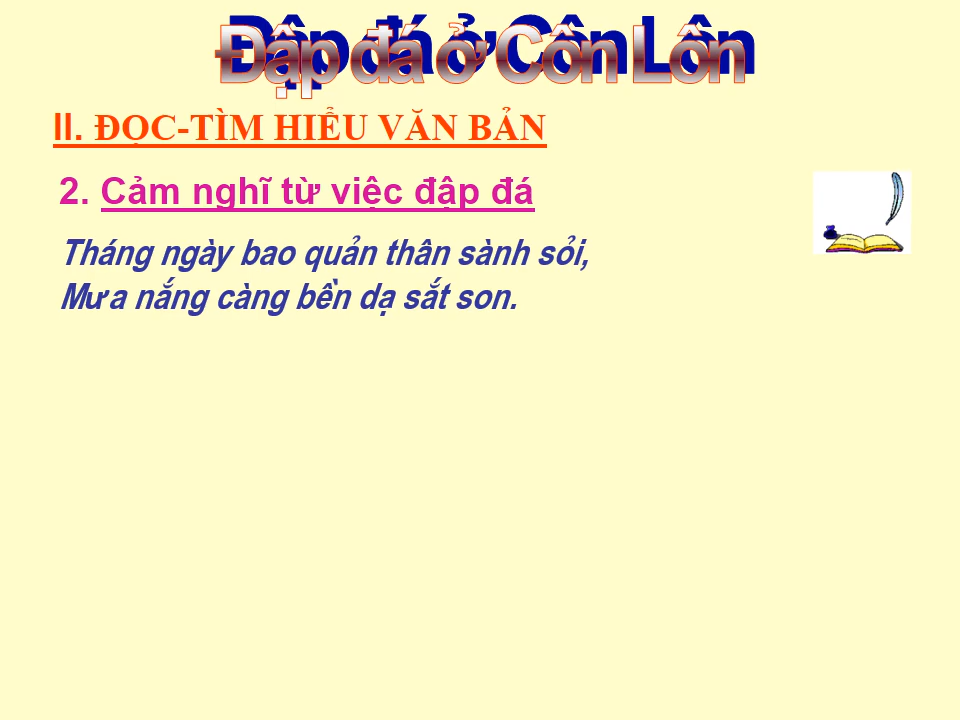 Đập đá ở Côn Lôn
II. ĐỌC-TÌM HIỂU VĂN BẢN
2. Cảm nghĩ từ việc đập đá
Tháng ngày bao quản thân sành sỏi,
Mưa nắng càng bền dạ sắt son.